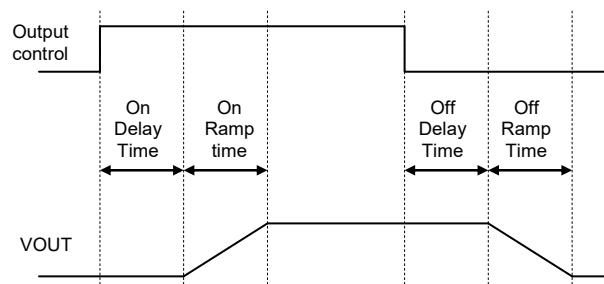 Output
control
On
Delay
Time
On
Ramp
time
Off
Delay
Time
Off
Ramp
Time
VOUT